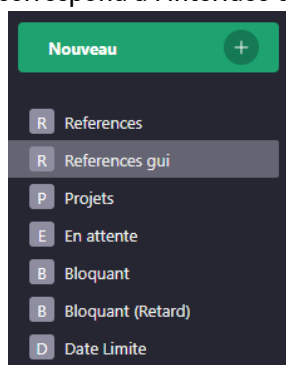 Nouveau +
R References
R References gui
P Projets
E En attente
B Bloquant
B Bloquant (Retard)
D Date Limite